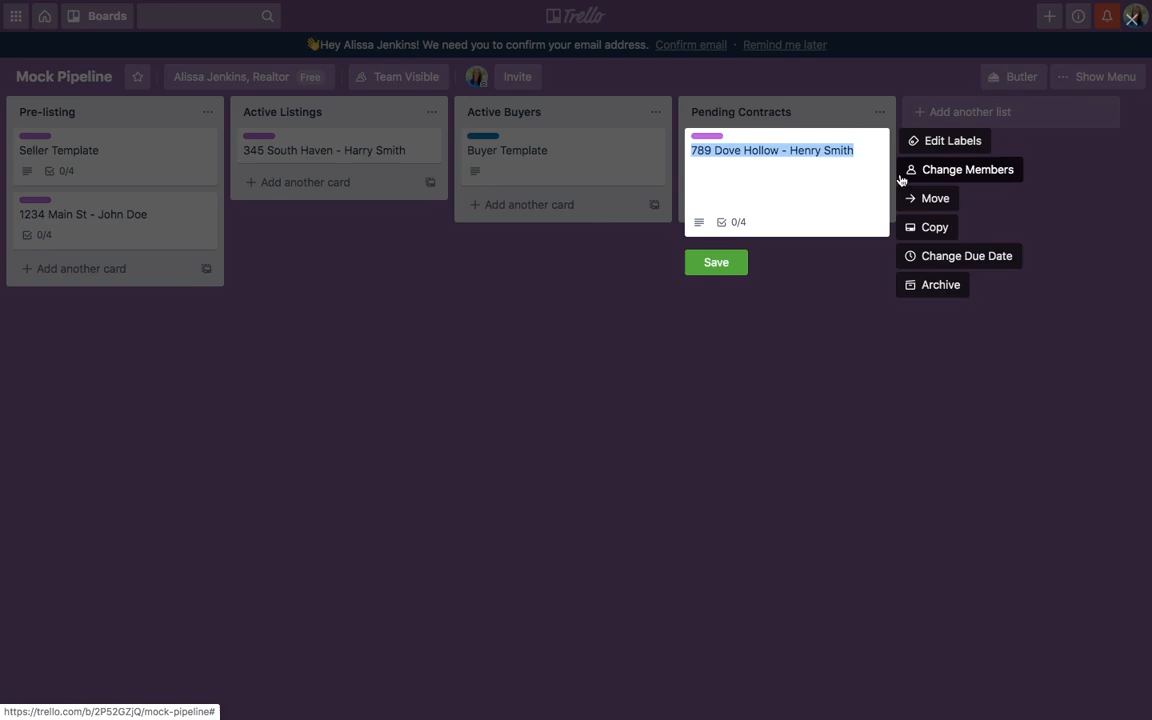 Boards
Trello
👋Hey Alissa Jenkins! We need you to confirm your email address. Confirm email · Remind me later
Mock Pipeline
Alissa Jenkins, Realtor Free
Team Visible
Invite
Butler
··· Show Menu
Pre-listing
Seller Template
0/4
1234 Main St - John Doe
0/4
+ Add another card
Active Listings
345 South Haven - Harry Smith
+ Add another card
Active Buyers
Buyer Template
+ Add another card
Pending Contracts
789 Dove Hollow - Henry Smith
0/4
Save
+ Add another list
Edit Labels
Change Members
Move
Copy
Change Due Date
Archive
https://trello.com/b/2P52GZjQ/mock-pipeline#